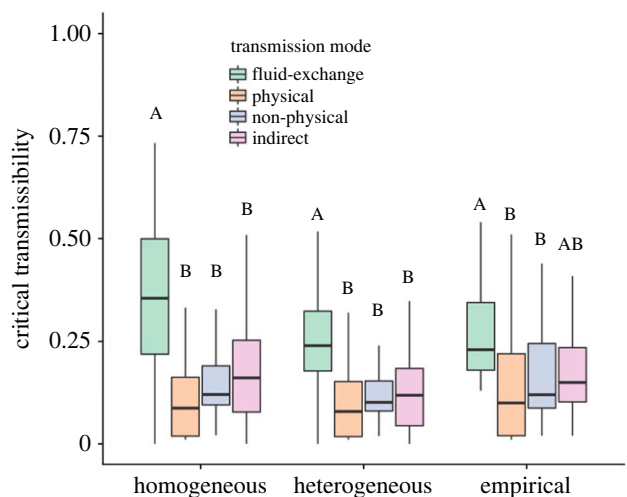 1.00
0.75
0.50
0.25
0
critical transmissibility
transmission mode
fluid-exchange
physical
non-physical
indirect
A
B
B
B
A
B
B
B
A
B
B
AB
homogeneous
heterogeneous
empirical